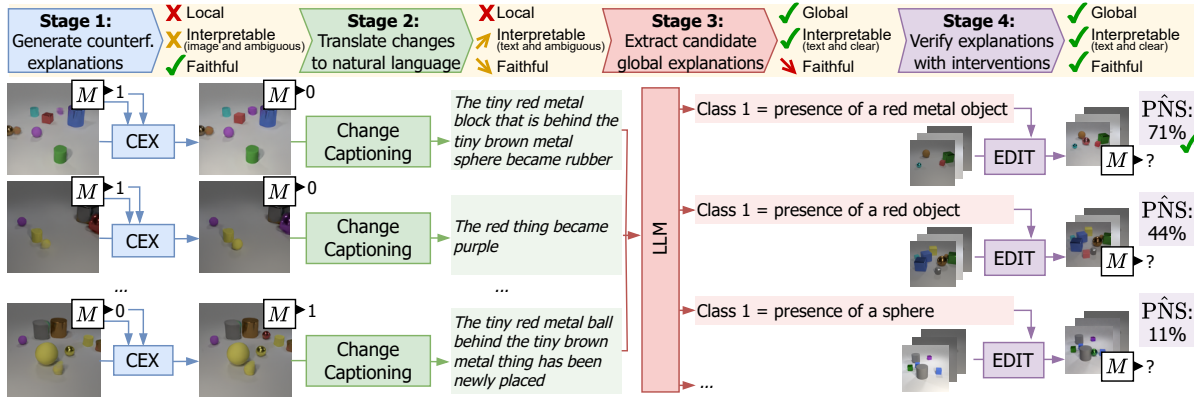 Stage 1:
Generate counterf.
explanations
Local
Interpretable
(image and ambiguous)
Faithful
Stage 2:
Translate changes
to natural language
Local
Interpretable
(text and ambiguous)
Faithful
Stage 3:
Extract candidate
global explanations
Global
Interpretable
(text and clear)
Faithful
Stage 4:
Verify explanations
with interventions
Global
Interpretable
(text and clear)
Faithful
M 1
CEX
M 0
Change
Captioning
The tiny red metal
block that is behind the
tiny brown metal
sphere became rubber
M 1
CEX
M 0
Change
Captioning
The red thing became
purple
...
...
M 0
CEX
M 1
Change
Captioning
The tiny red metal ball
behind the tiny brown
metal thing has been
newly placed
LLM
Class 1 = presence of a red metal object
EDIT
M ?
PN̂S:
71%
Class 1 = presence of a red object
EDIT
M ?
PN̂S:
44%
Class 1 = presence of a sphere
EDIT
M ?
PN̂S:
11%
...